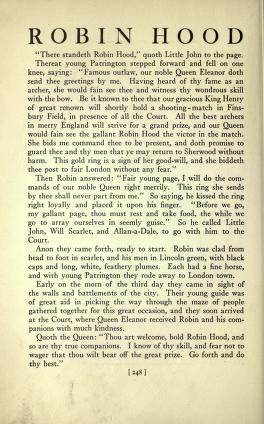 ROBIN HOOD
"There standeth Robin Hood," quoth Little John to the page.
Thereat young Partington stepped forward and fell on one
knee, saying: "Famous outlaw, our noble Queen Eleanor doth
send thee greetings by me. Having heard of thy fame as an
archer, she would fain see thee and witness thy wondrous skill
with the bow. Be it known to thee that our gracious King Henry
of great renown will shortly hold a shooting-match in Fins-
bury Field, in presence of all the Court. All the best archers
in merry England will strive for a grand prize, and our Queen
would fain see the gallant Robin Hood the victor in the match.
She bids me command thee to be present, and doth promise to
guard thee and thy men that ye may return to Sherwood without
harm. This gold ring is a sign of her good-will, and she biddeth
thee post to fair London without any fear."
Then Robin answered: "Fair young page, I will do the com-
mands of our noble Queen right merrily. This ring she sends
by thee shall never part from me." So saying, he kissed the ring
right loyally and placed it upon his finger. "Before we go,
my gallant page, thou must rest and take food, the while we
go to array ourselves in seemly guise." So he called Little
John, Will Scarlet, and Allan-a-Dale, to go with him to the
Court.
Anon they came forth, ready to start. Robin was clad from
head to foot in scarlet, and his men in Lincoln green, with black
caps and long, white, feathery plumes. Each had a fine horse,
and with young Partington they rode away to London town.
Early on the morn of the third day they came in sight of
the walls and battlements of the city. Their young guide was
of great aid in picking the way through the maze of people
gathered together for this great occasion, and they soon arrived
at the Court, where Queen Eleanor received Robin and his com-
panions with much kindness.
Quoth the Queen: "Thou art welcome, bold Robin Hood, and
so are thy true companions. I know of thy skill, and fear not to
wager that thou wilt bear off the great prize. Go forth and do
thy best."
[248]